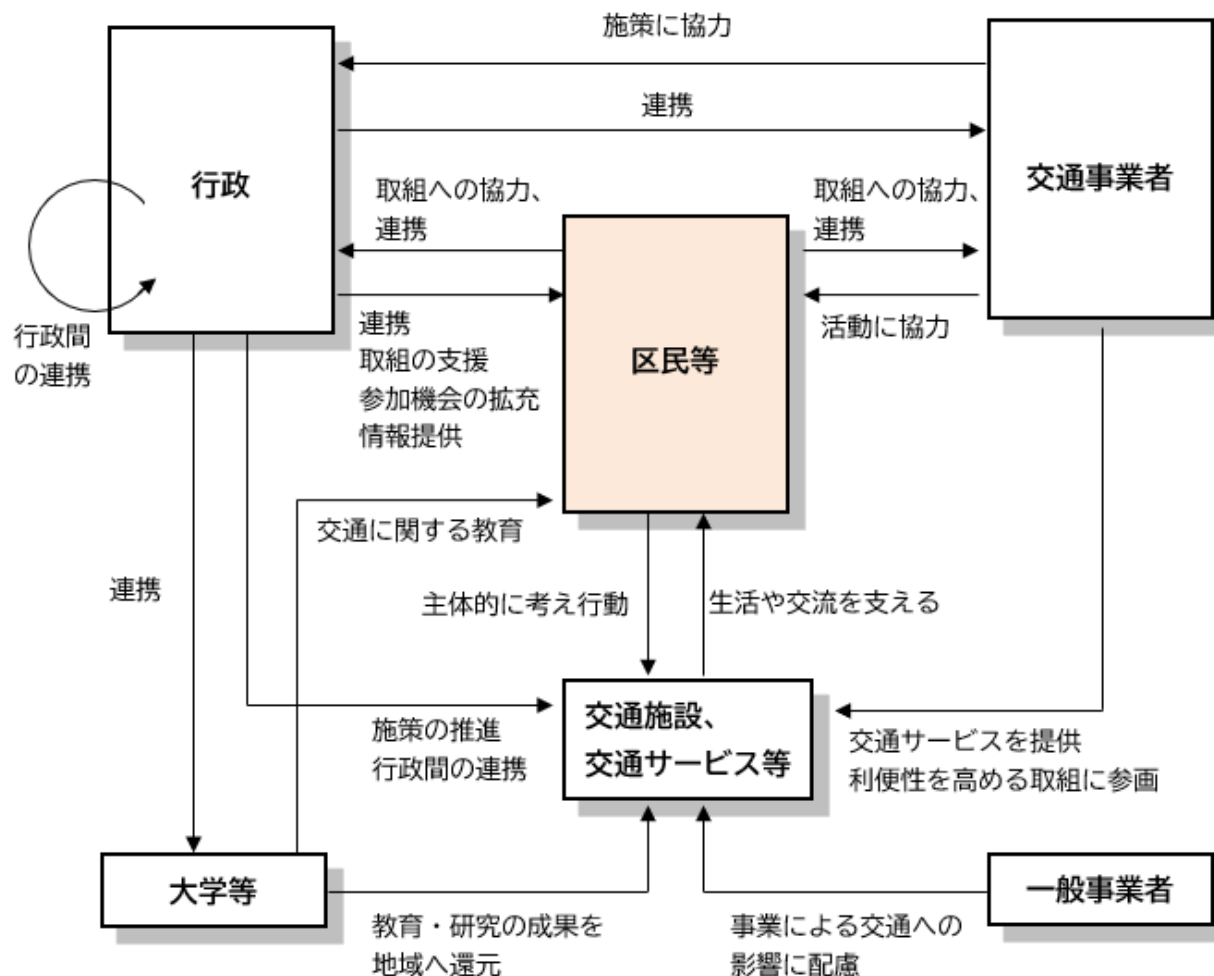 施策に協力
連携
行政
交通事業者
取組への協力、
連携
取組への協力、
連携
行政間
の連携
連携
取組の支援
参加機会の拡充
情報提供
区民等
活動に協力
交通に関する教育
連携
主体的に考え行動
生活や交流を支える
施策の推進
行政間の連携
交通施設、
交通サービス等
交通サービスを提供
利便性を高める取組に参画
大学等
一般事業者
教育・研究の成果を
地域へ還元
事業による交通への
影響に配慮